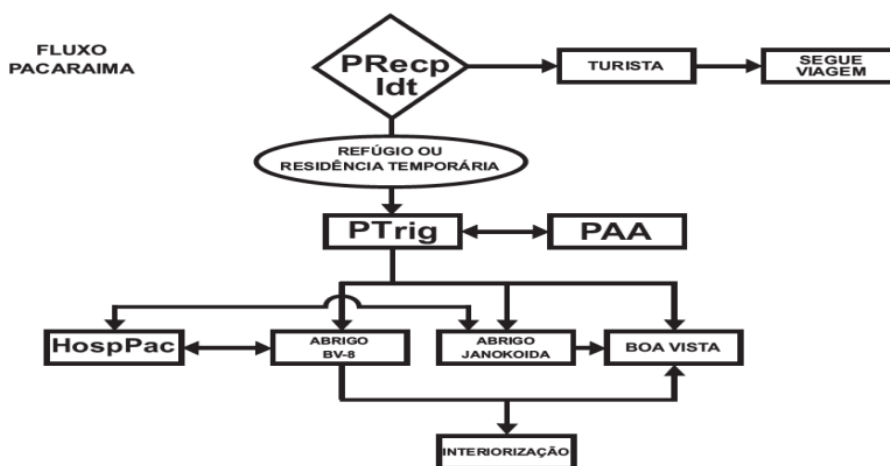 FLUXO
PACARAIMA
PRecp
Idt
TURISTA
SEGUE
VIAGEM
REFÚGIO OU
RESIDÊNCIA TEMPORÁRIA
PTrig
PAA
HospPac
ABRIGO
BV-8
ABRIGO
JANOKOIDA
BOA VISTA
INTERIORIZAÇÃO